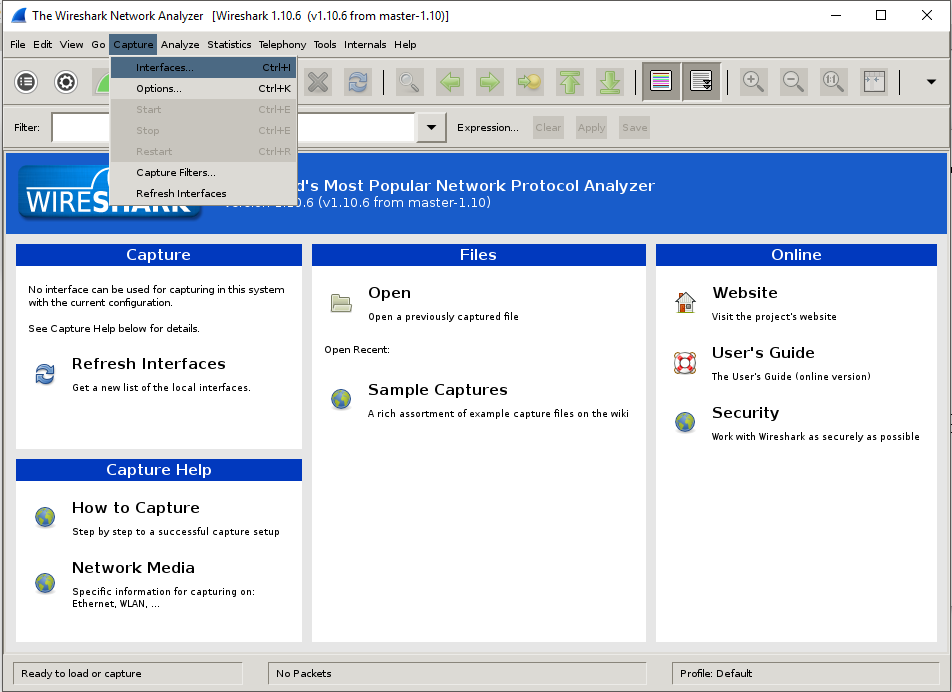 The Wireshark Network Analyzer [Wireshark 1.10.6 (v1.10.6 from master-1.10)]
File Edit View Go Capture Analyze Statistics Telephony Tools Internals Help
Interfaces... Ctrl+I
Options... Ctrl+K
Start Ctrl+E
Stop Ctrl+E
Restart Ctrl+R
Capture Filters...
Refresh Interfaces
Filter: Expression... Clear Apply Save
WIRESHARK
d's Most Popular Network Protocol Analyzer
Version 1.10.6 (v1.10.6 from master-1.10)
Capture
No interface can be used for capturing in this system
with the current configuration.
See Capture Help below for details.
Refresh Interfaces
Get a new list of the local interfaces.
Capture Help
How to Capture
Step by step to a successful capture setup
Network Media
Specific information for capturing on:
Ethernet, WLAN, ...
Files
Open
Open a previously captured file
Open Recent:
Sample Captures
A rich assortment of example capture files on the wiki
Online
Website
Visit the project's website
User's Guide
The User's Guide (online version)
Security
Work with Wireshark as securely as possible
Ready to load or capture
No Packets
Profile: Default